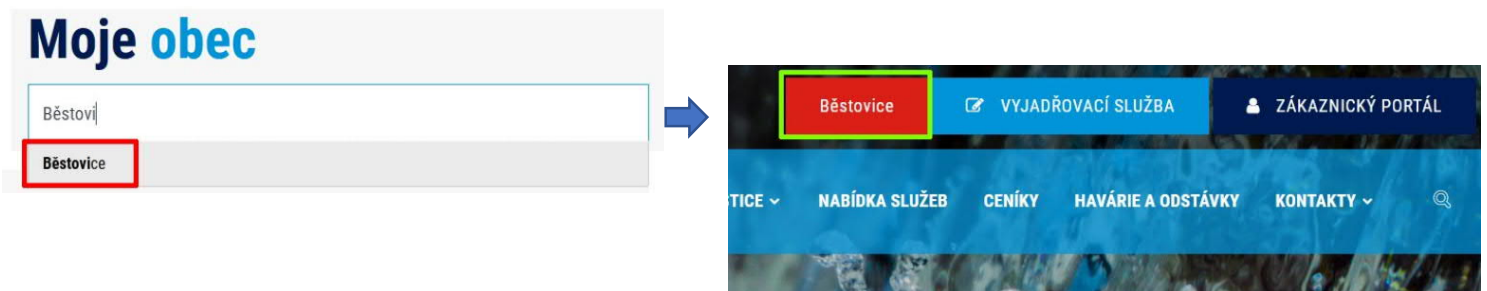 Moje obec
Běstovi
Běstovice
Běstovice
VYJADŘOVACÍ SLUŽBA
ZÁKAZNICKÝ PORTÁL
TICE
NABÍDKA SLUŽEB
CENÍKY
HAVÁRIE A ODSTÁVKY
KONTAKTY